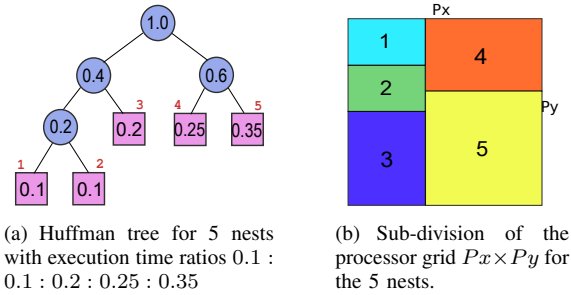 1.0
0.4
0.6
3
4
5
0.2
0.2
0.25
0.35
1
2
0.1
0.1
(a) Huffman tree for 5 nests
with execution time ratios 0.1 :
0.1 : 0.2 : 0.25 : 0.35
Px
1
4
2
Py
3
5
(b) Sub-division of the
processor grid Px×Py for
the 5 nests.